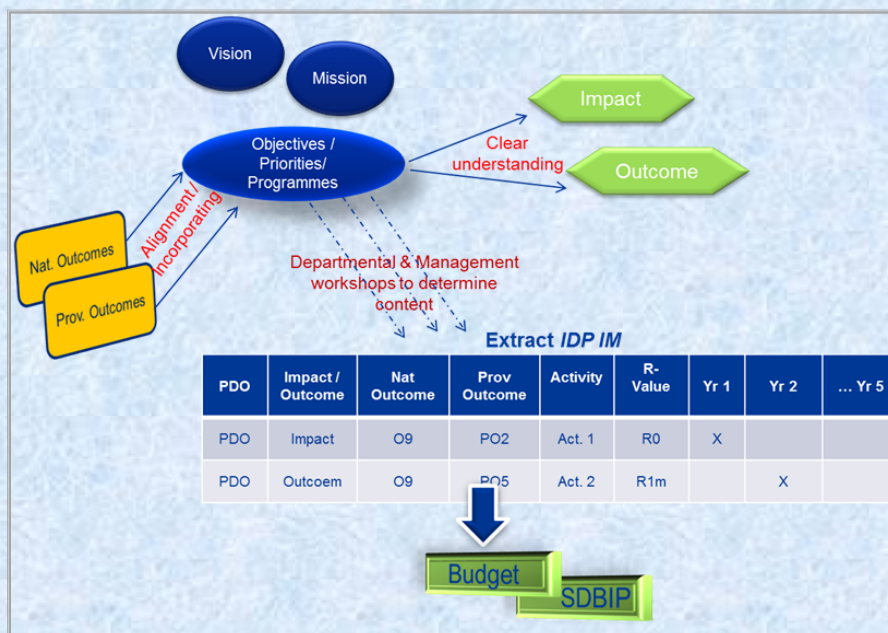 Vision
Mission
Objectives /
Priorities/
Programmes
Impact
Clear
understanding
Outcome
Alignment /
Incorporating
Nat. Outcomes
Prov. Outcomes
Departmental & Management
workshops to determine
content
Extract IDP IM
PDO Impact / Outcome Nat Outcome Prov Outcome Activity R-Value Yr 1 Yr 2 ... Yr 5
PDO Impact O9 PO2 Act. 1 R0 X
PDO Outcoem O9 PO5 Act. 2 R1m X
Budget
SDBIP